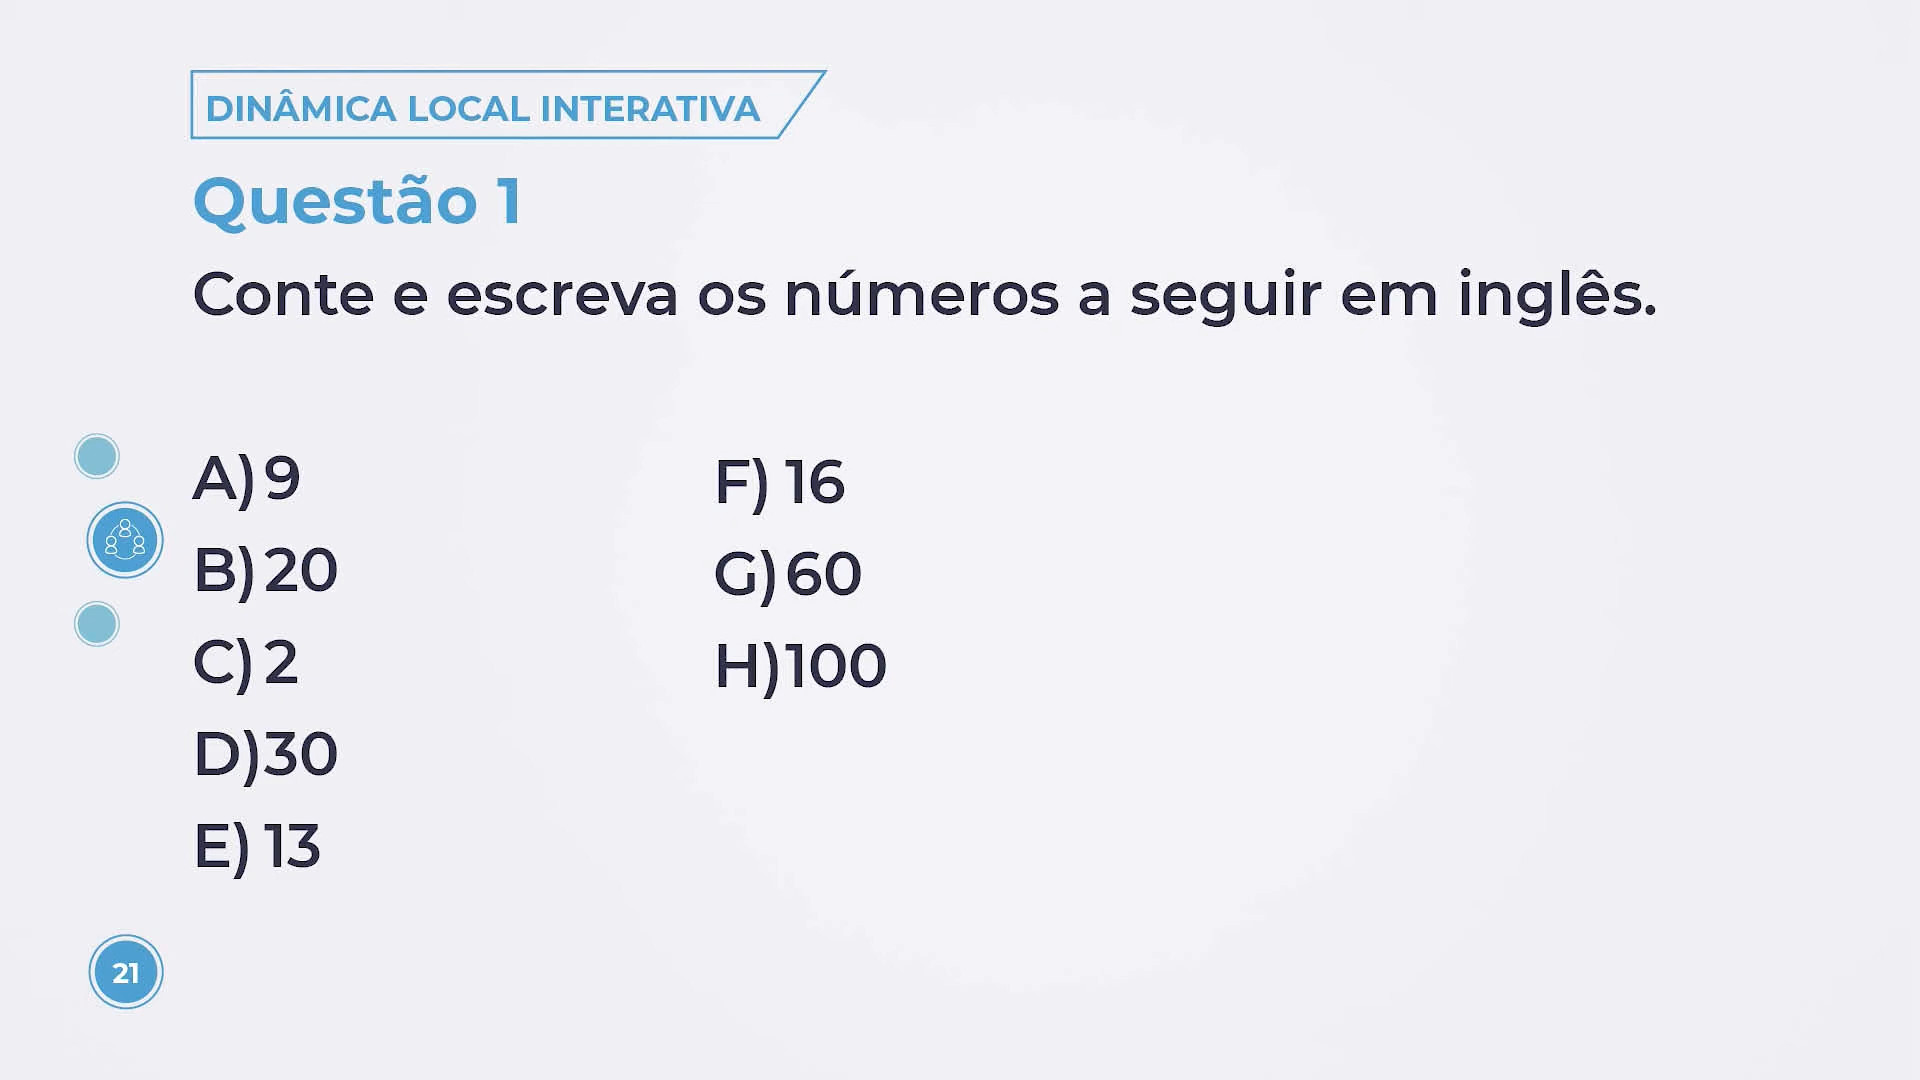 DINÂMICA LOCAL INTERATIVA
Questão 1
Conte e escreva os números a seguir em inglês.
A) 9
B) 20
C) 2
D) 30
E) 13
F) 16
G) 60
H) 100
21